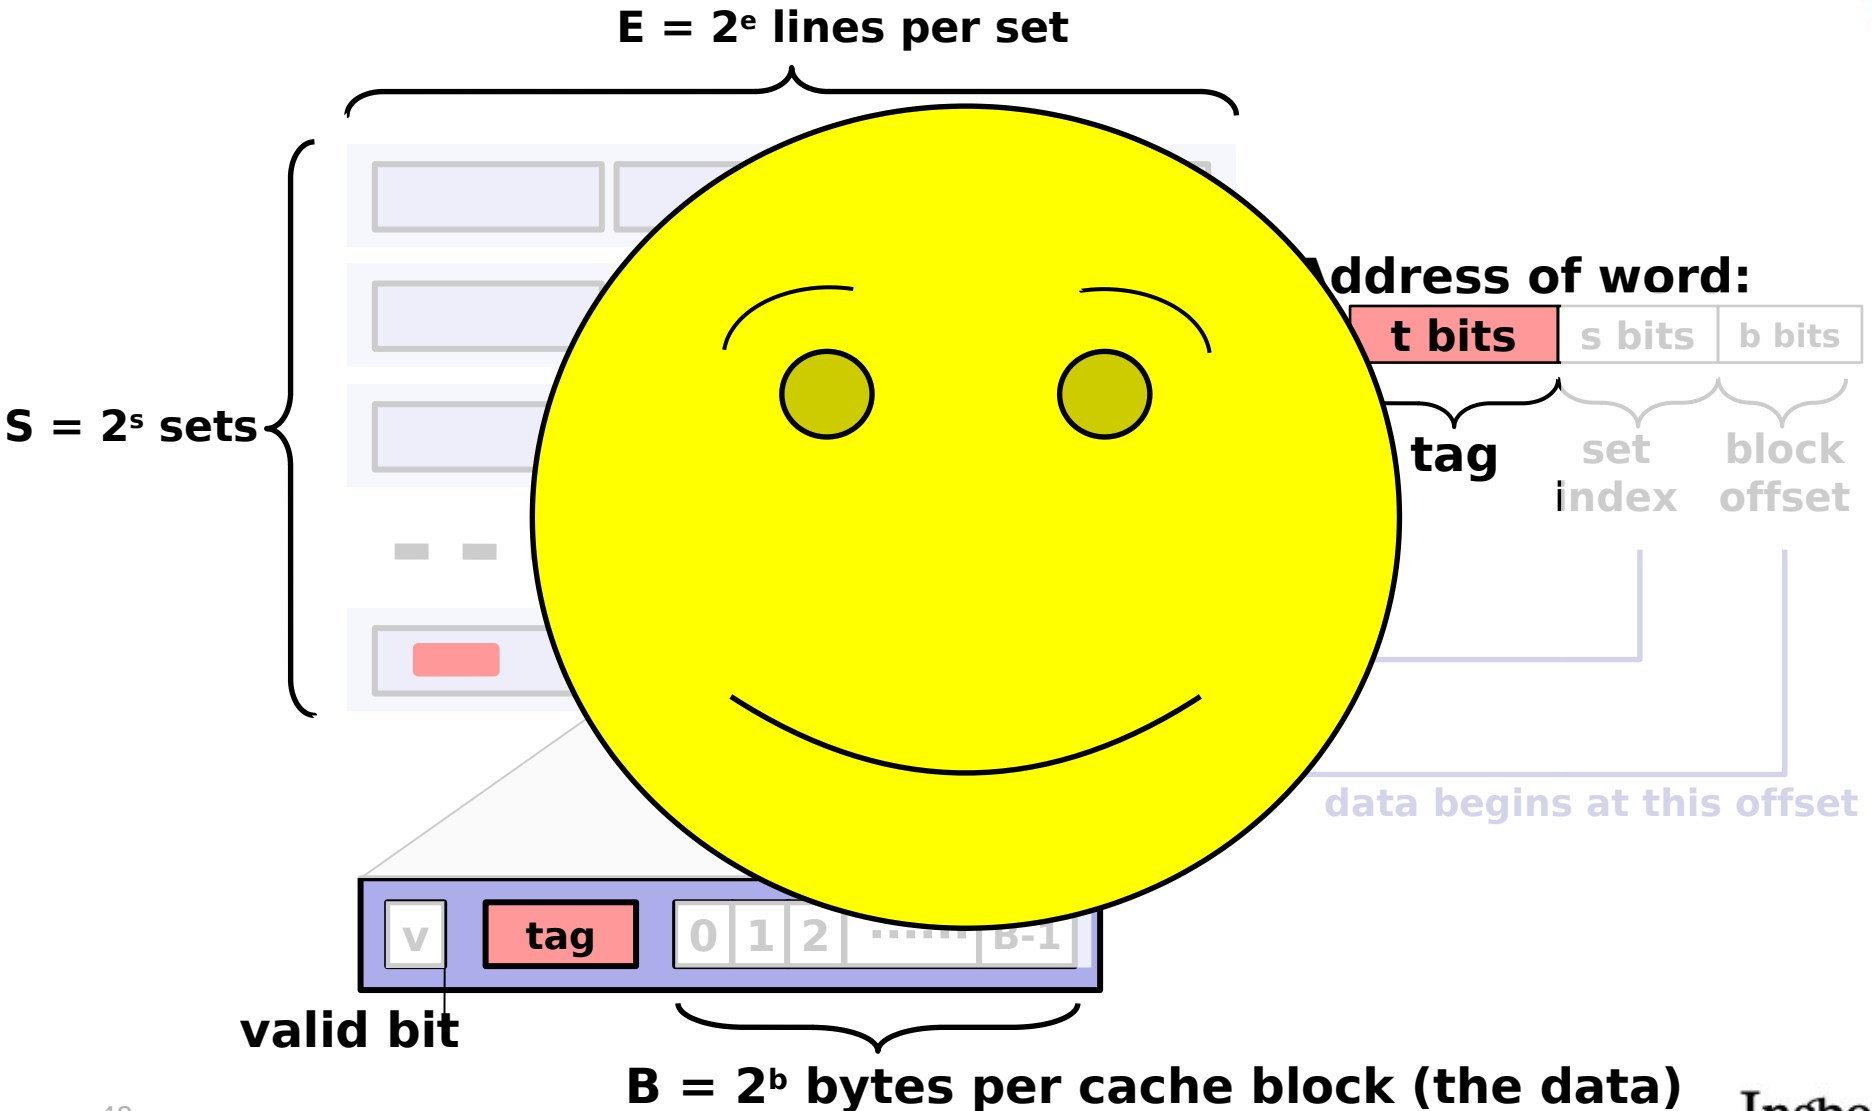 E = 2ᵉ lines per set
Address of word:
t bits s bits b bits
S = 2ˢ sets
tag
set index
block offset
data begins at this offset
v tag 0 1 2 ...... B-1
valid bit
B = 2ᵇ bytes per cache block (the data)